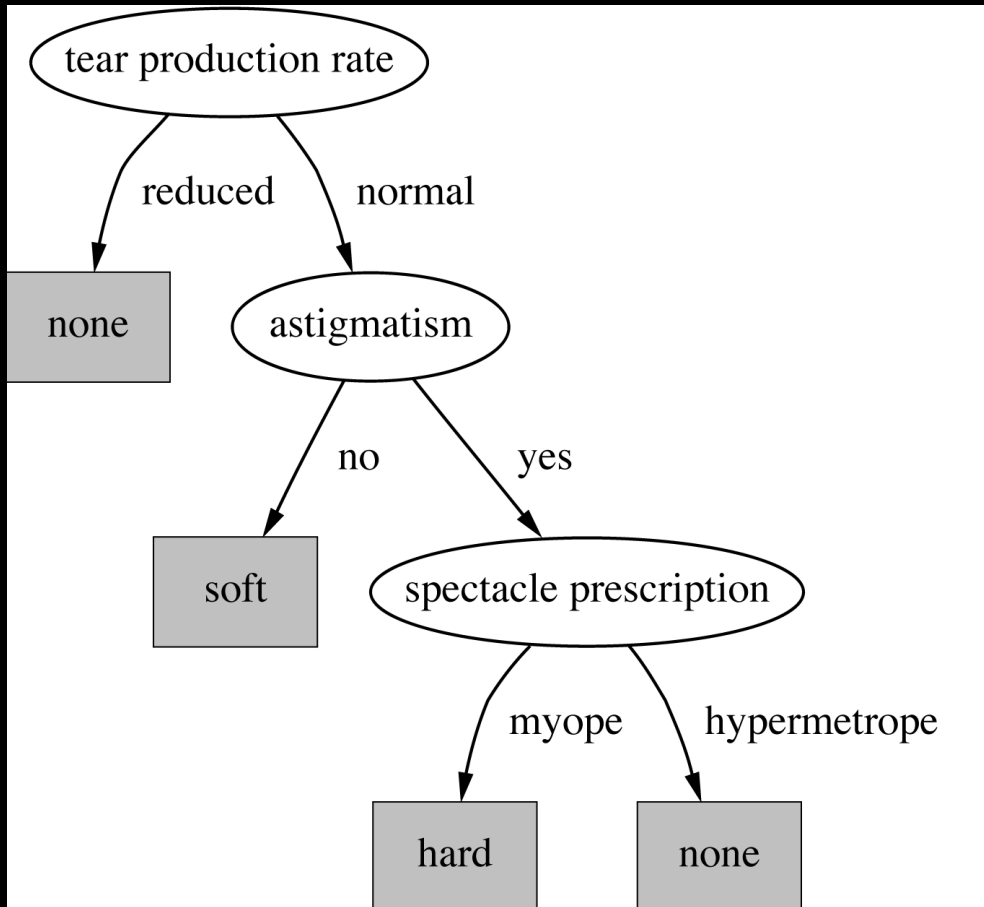 tear production rate
reduced
normal
none
astigmatism
no
yes
soft
spectacle prescription
myope
hypermetrope
hard
none